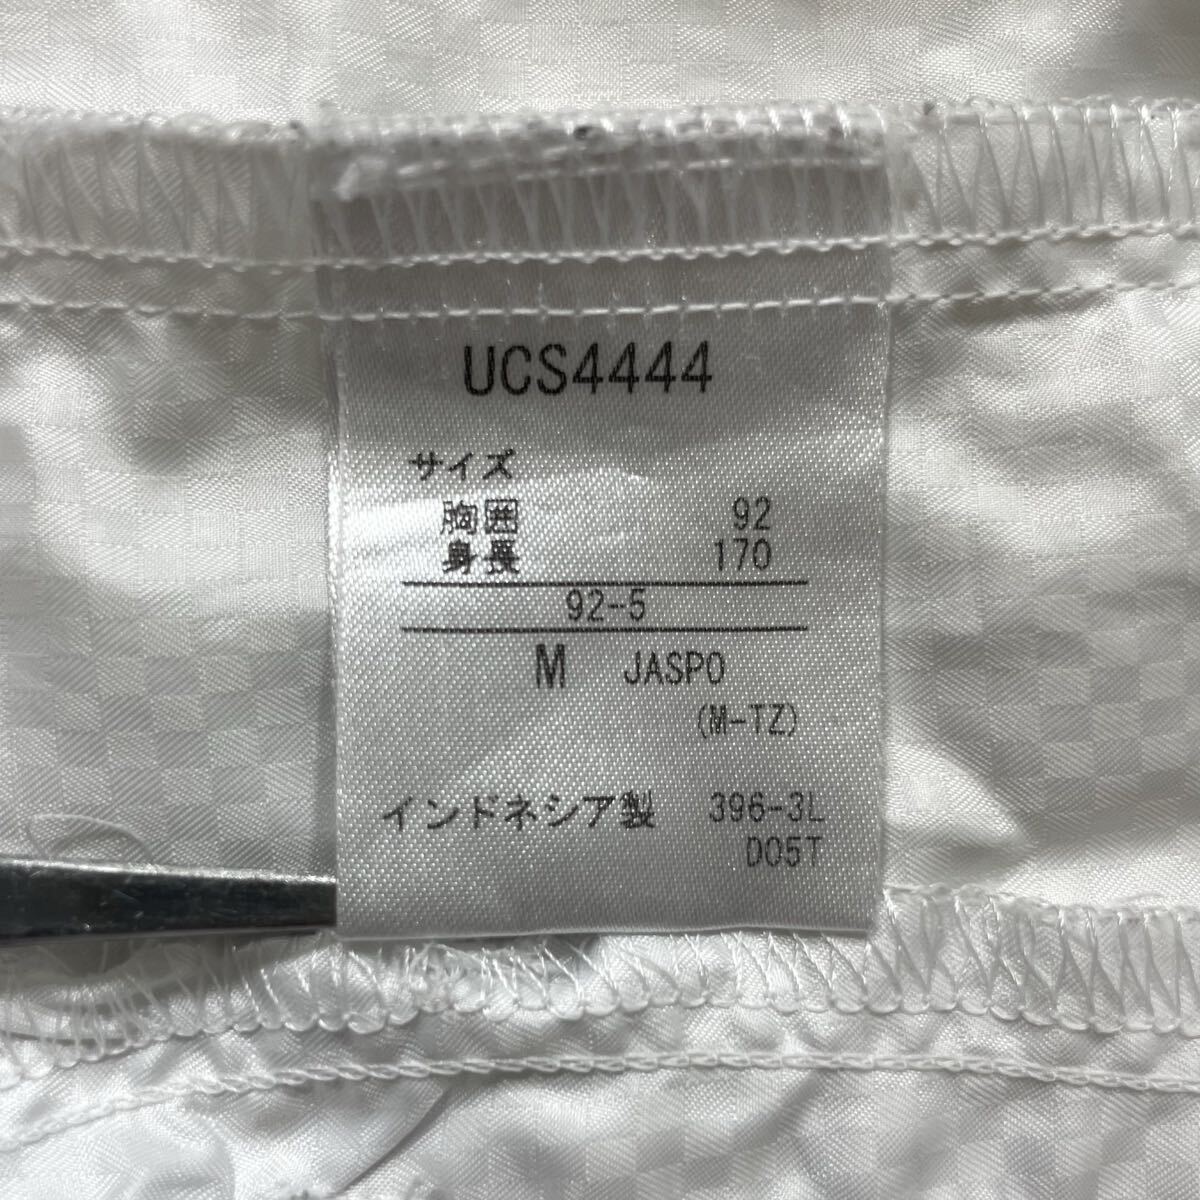 UCS4444
サイズ
胸囲 92
身長 170
92-5
M JASPO
(M-TZ)
インドネシア製 396-3L
D05T